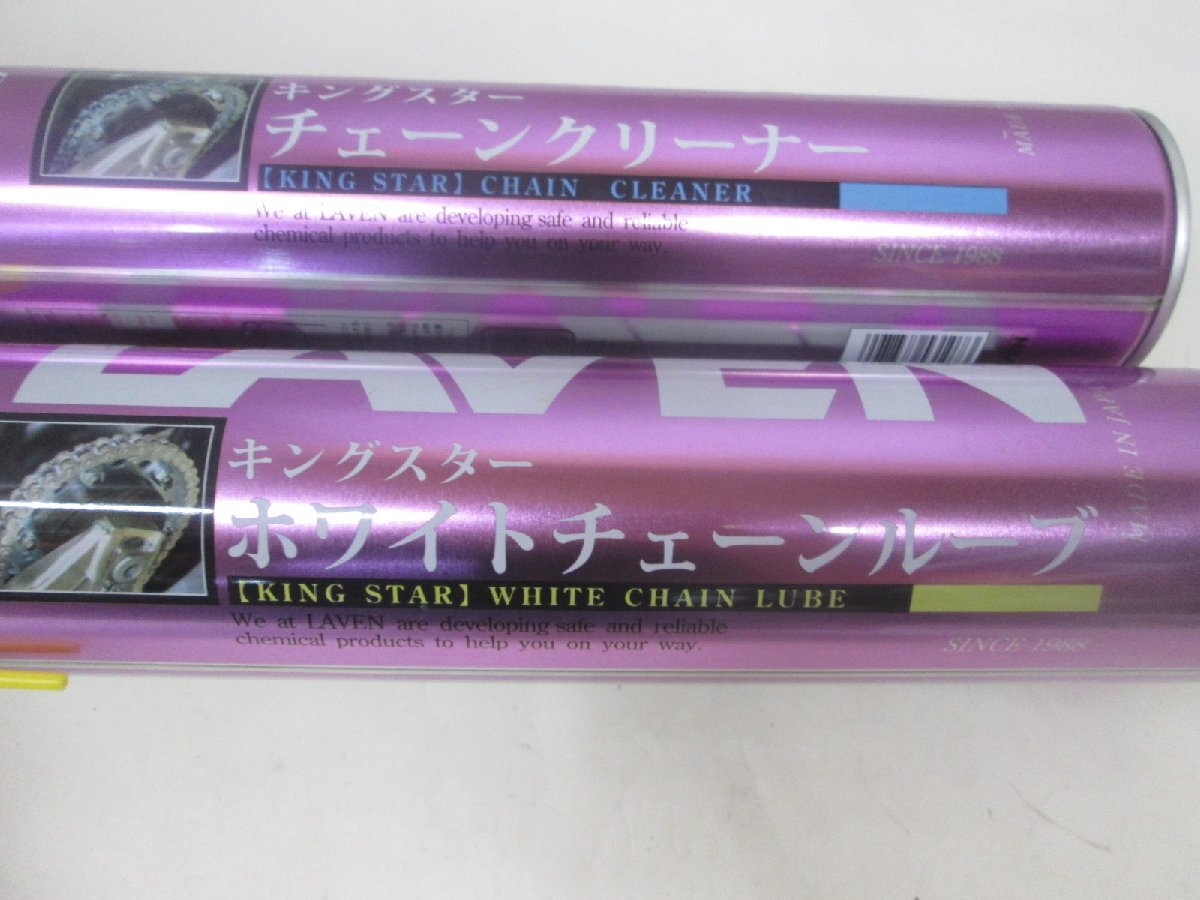 キングスター
チェーンクリーナー
【KING STAR】 CHAIN CLEANER
We at LAVEN are developing safe and reliable
chemical products to help you on your way.
SINCE 1988
MADE
LAVEN
キングスター
ホワイトチェーンルーブ
【KING STAR】 WHITE CHAIN LUBE
We at LAVEN are developing safe and reliable
chemical products to help you on your way.
SINCE 1988
MADE IN JAPAN